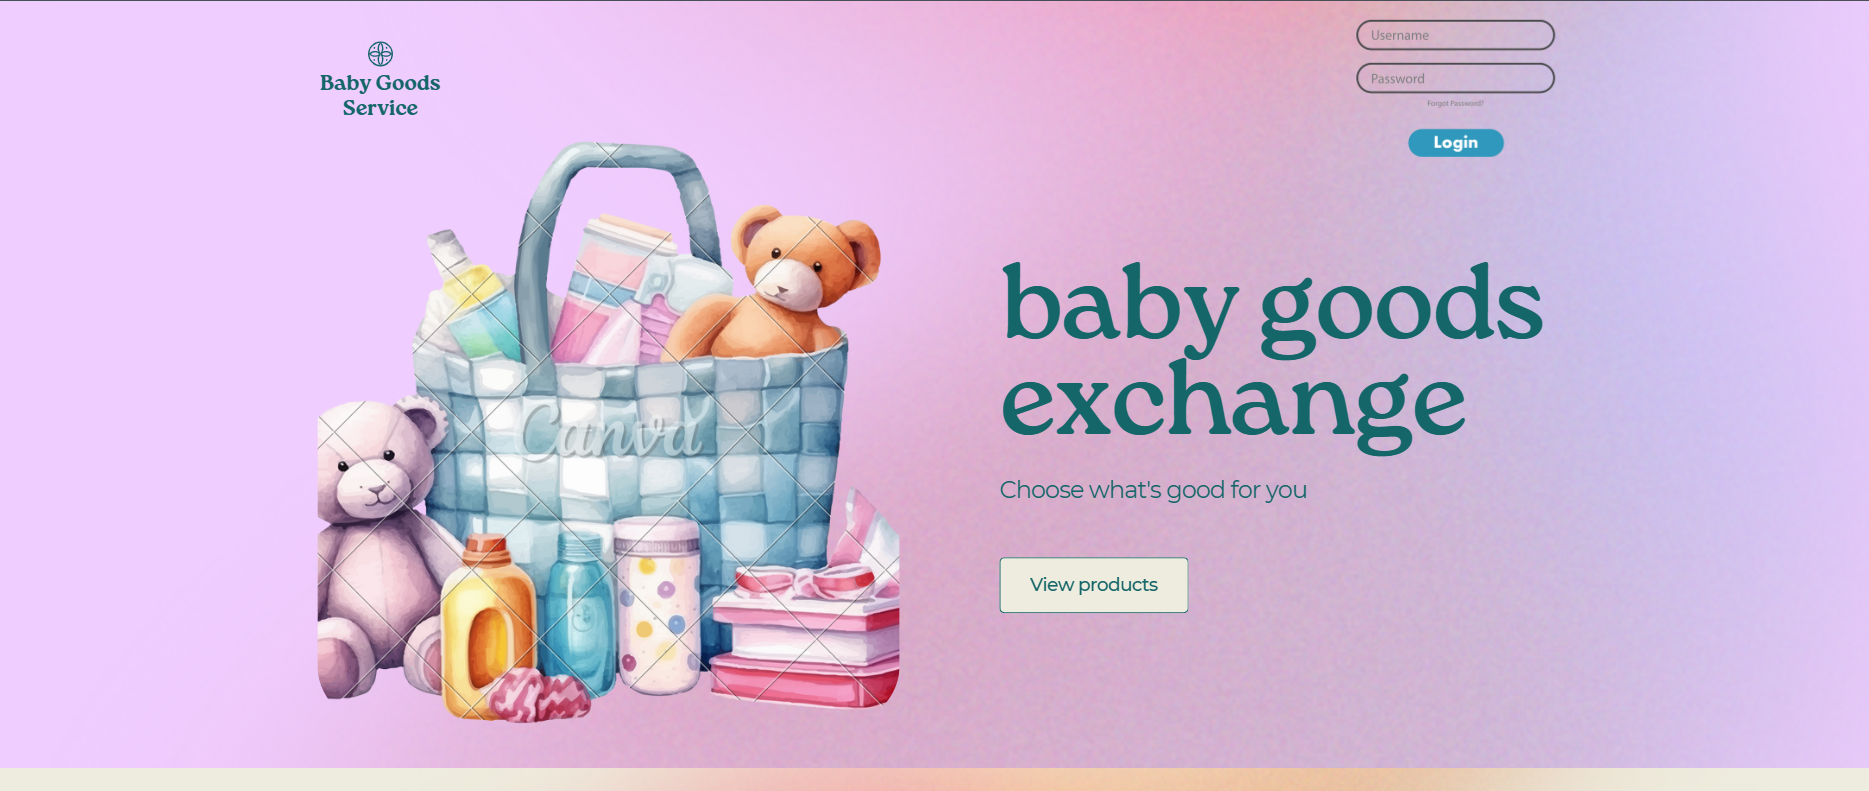 Baby Goods
Service
Username
Password
Forgot Password?
Login
Canva
baby goods
exchange
Choose what's good for you
View products